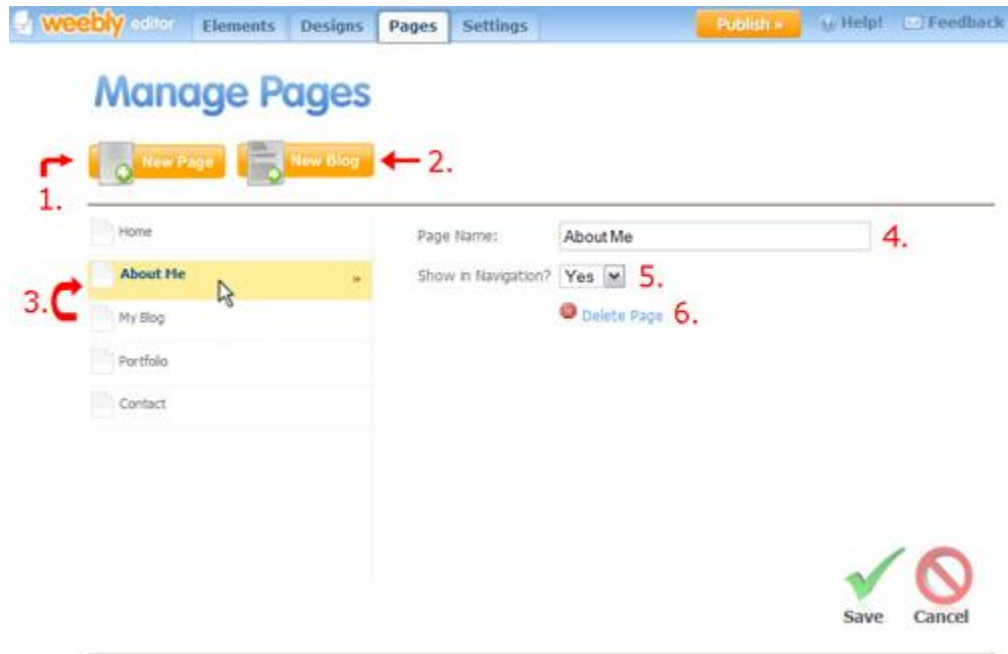 weebly editor Elements Designs Pages Settings Publish » Help! Feedback
Manage Pages
New Page New Blog 2.
1.
Home Page Name: About Me 4.
About Me » Show in Navigation? Yes 5.
3. My Blog Delete Page 6.
Portfolio
Contact
Save Cancel